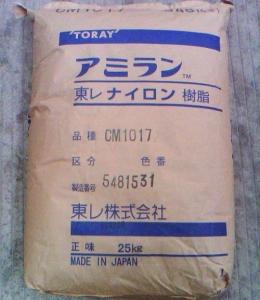 CM1017
'TORAY'
アミラン™
東レ ナイロン 樹脂
品種 CM1017
区分 色番
製造番号 5481531
東レ株式会社
正味 25kg
MADE IN JAPAN